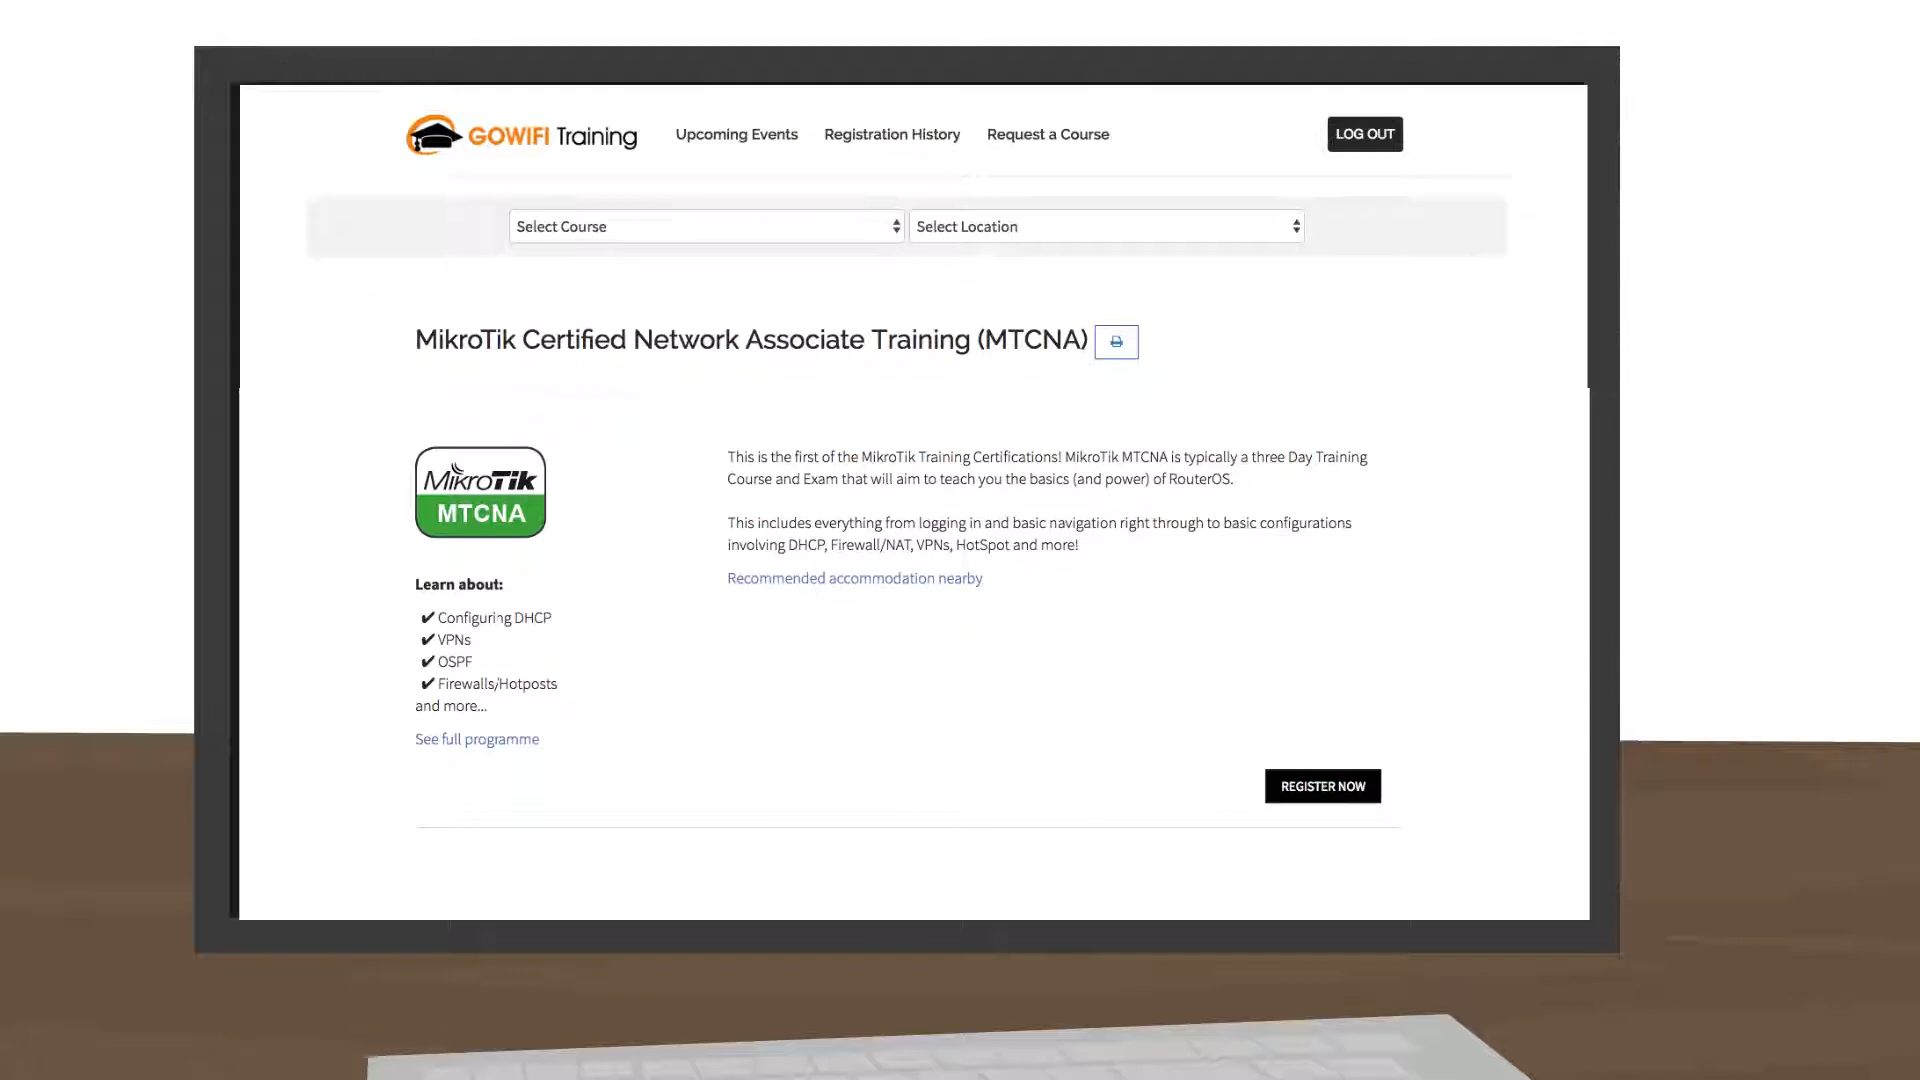 GOWIFI Training
Upcoming Events
Registration History
Request a Course
LOG OUT
Select Course
Select Location
MikroTik Certified Network Associate Training (MTCNA)
MikroTik
MTCNA
This is the first of the MikroTik Training Certifications! MikroTik MTCNA is typically a three Day Training
Course and Exam that will aim to teach you the basics (and power) of RouterOS.
This includes everything from logging in and basic navigation right through to basic configurations
involving DHCP, Firewall/NAT, VPNs, HotSpot and more!
Recommended accommodation nearby
Learn about:
✔ Configuring DHCP
✔ VPNs
✔ OSPF
✔ Firewalls/Hotposts
and more...
See full programme
REGISTER NOW